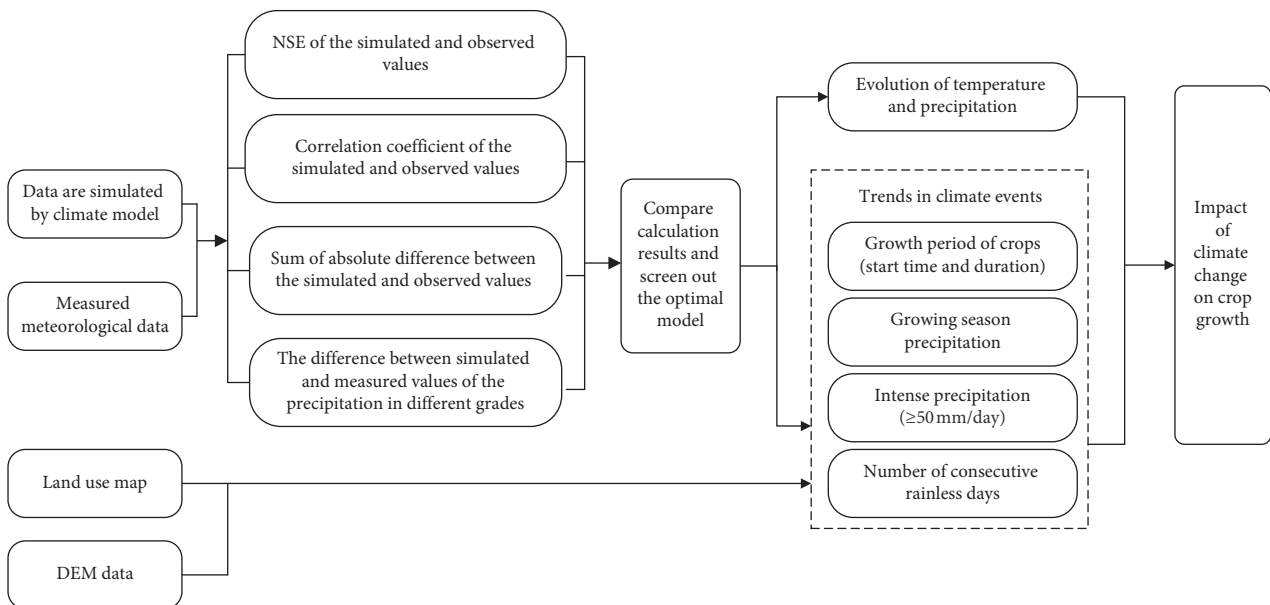 Data are simulated
by climate model
Measured
meteorological data
Land use map
DEM data
NSE of the simulated and observed
values
Correlation coefficient of the
simulated and observed values
Sum of absolute difference between
the simulated and observed values
The difference between simulated
and measured values of the
precipitation in different grades
Compare
calculation
results and
screen out
the optimal
model
Evolution of temperature
and precipitation
Trends in climate events
Growth period of crops
(start time and duration)
Growing season
precipitation
Intense precipitation
(≥50 mm/day)
Number of consecutive
rainless days
Impact
of
climate
change
on crop
growth